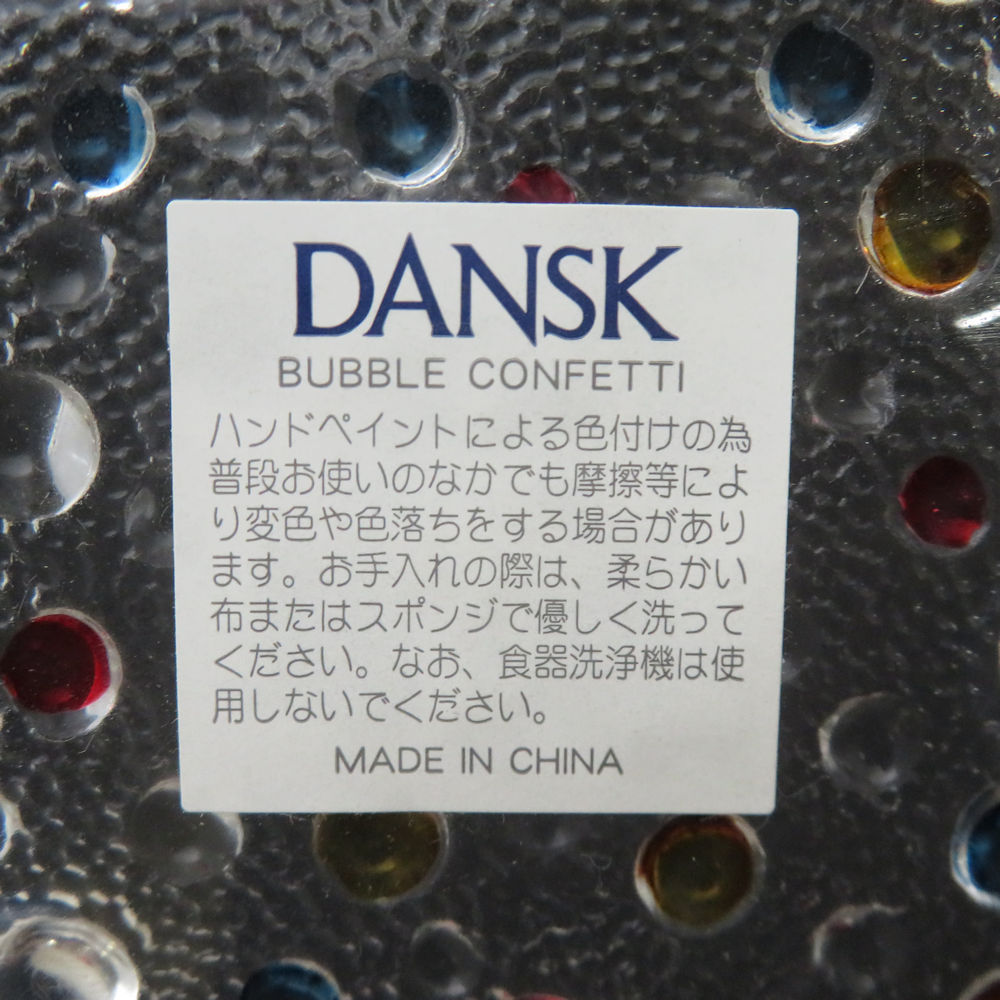 DANSK
BUBBLE CONFETTI
ハンドペイントによる色付けの為
普段お使いのなかでも摩擦等によ
り変色や色落ちをする場合があり
ます。お手入れの際は、柔らかい
布またはスポンジで優しく洗って
ください。なお、食器洗浄機は使
用しないでください。
MADE IN CHINA